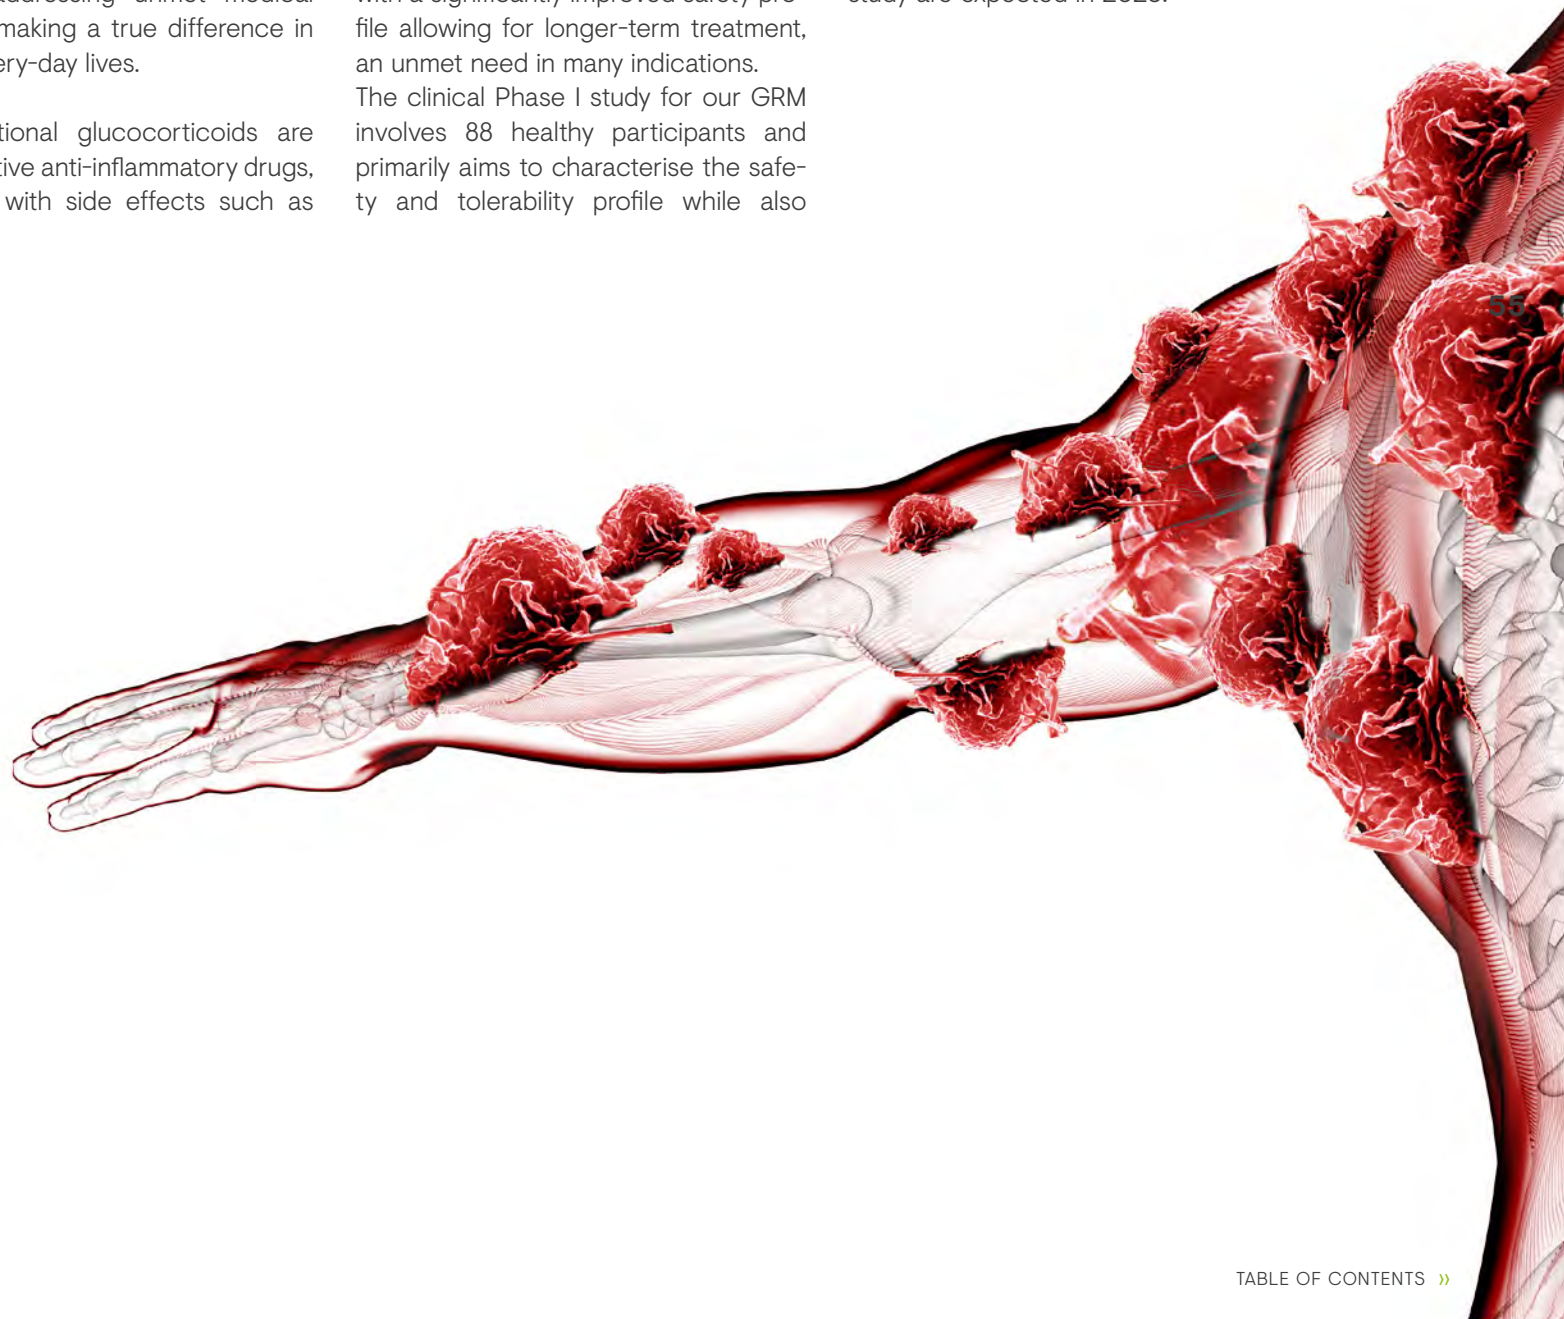 making a true difference in
ery-day lives.
tional glucocorticoids are
tive anti-inflammatory drugs,
with side effects such as
file allowing for longer-term treatment,
an unmet need in many indications.
The clinical Phase I study for our GRM
involves 88 healthy participants and
primarily aims to characterise the safe-
ty and tolerability profile while also
55
TABLE OF CONTENTS »